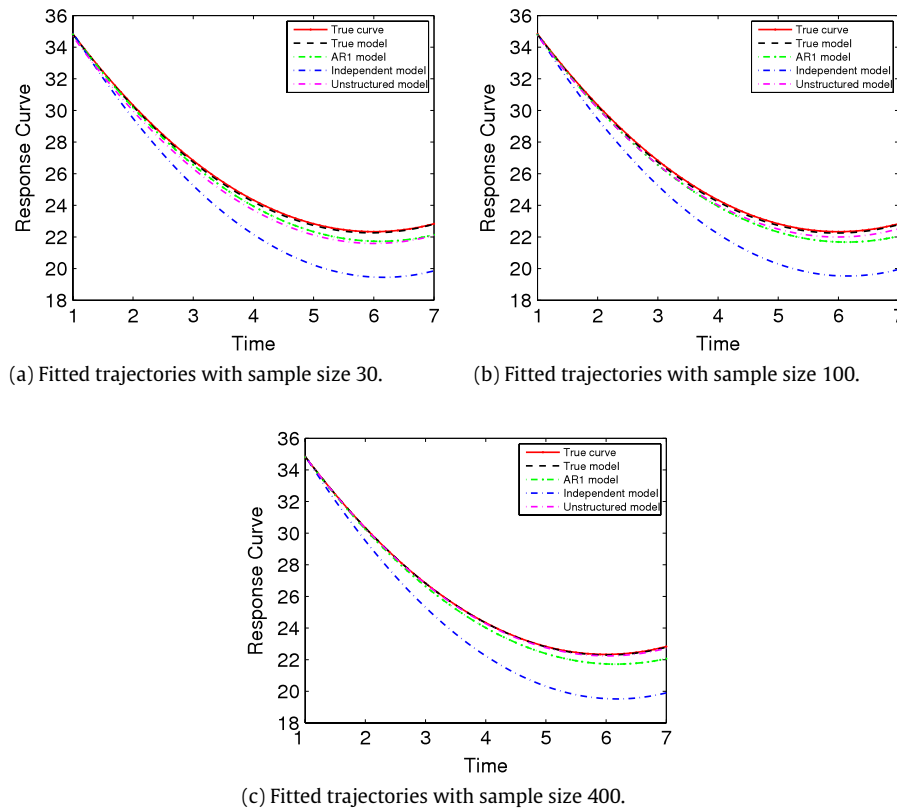 36
34
32
30
28
26
24
22
20
18
Response Curve
True curve
True model
AR1 model
Independent model
Unstructured model
1 2 3 4 5 6 7
Time
(a) Fitted trajectories with sample size 30.
36
34
32
30
28
26
24
22
20
18
Response Curve
True curve
True model
AR1 model
Independent model
Unstructured model
1 2 3 4 5 6 7
Time
(b) Fitted trajectories with sample size 100.
36
34
32
30
28
26
24
22
20
18
Response Curve
True curve
True model
AR1 model
Independent model
Unstructured model
1 2 3 4 5 6 7
Time
(c) Fitted trajectories with sample size 400.